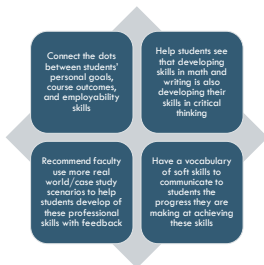 Connect the dots
between students'
personal goals,
course outcomes,
and employability
skills
Help students see
that developing
skills in math and
writing is also
developing their
skills in critical
thinking
Recommend faculty
use more real
world/case study
scenarios to help
students develop of
these professional
skills with feedback
Have a vocabulary
of soft skills to
communicate to
students the
progress they are
making at achieving
these skills